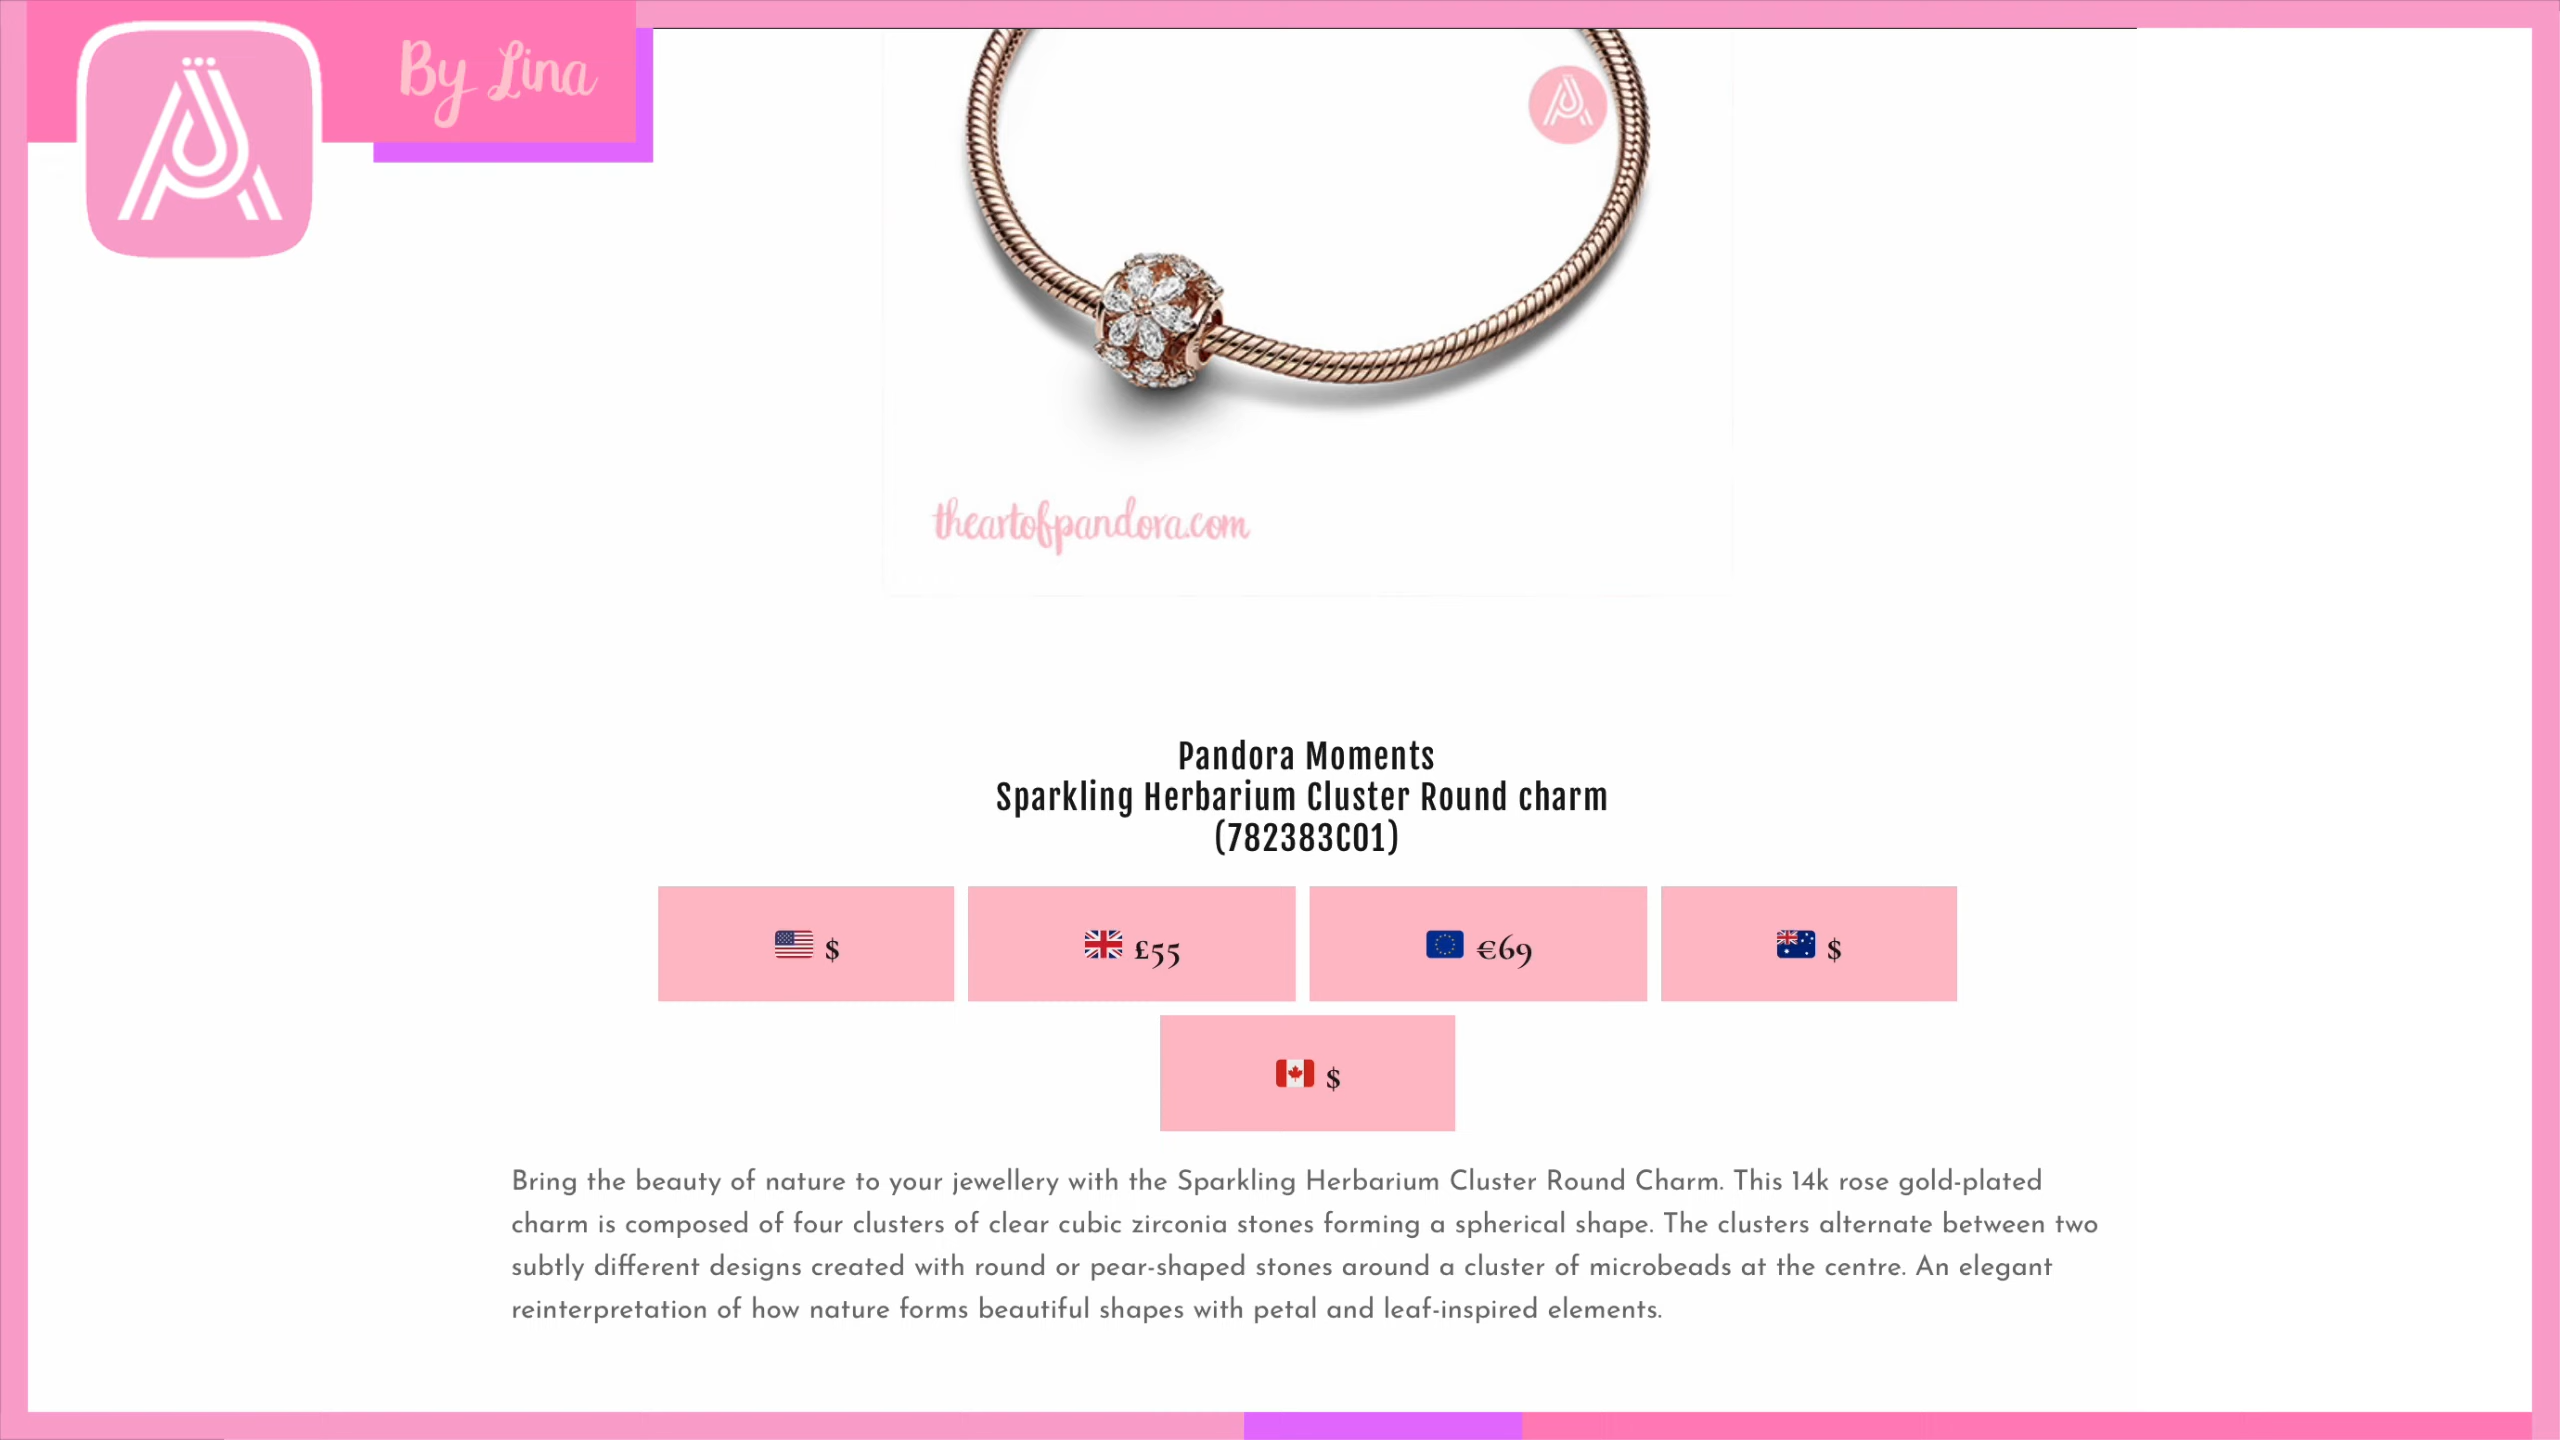 By Lina
theartofpandora.com
Pandora Moments
Sparkling Herbarium Cluster Round charm
(782383C01)
$
£55
€69
$
$
Bring the beauty of nature to your jewellery with the Sparkling Herbarium Cluster Round Charm. This 14k rose gold-plated
charm is composed of four clusters of clear cubic zirconia stones forming a spherical shape. The clusters alternate between two
subtly different designs created with round or pear-shaped stones around a cluster of microbeads at the centre. An elegant
reinterpretation of how nature forms beautiful shapes with petal and leaf-inspired elements.